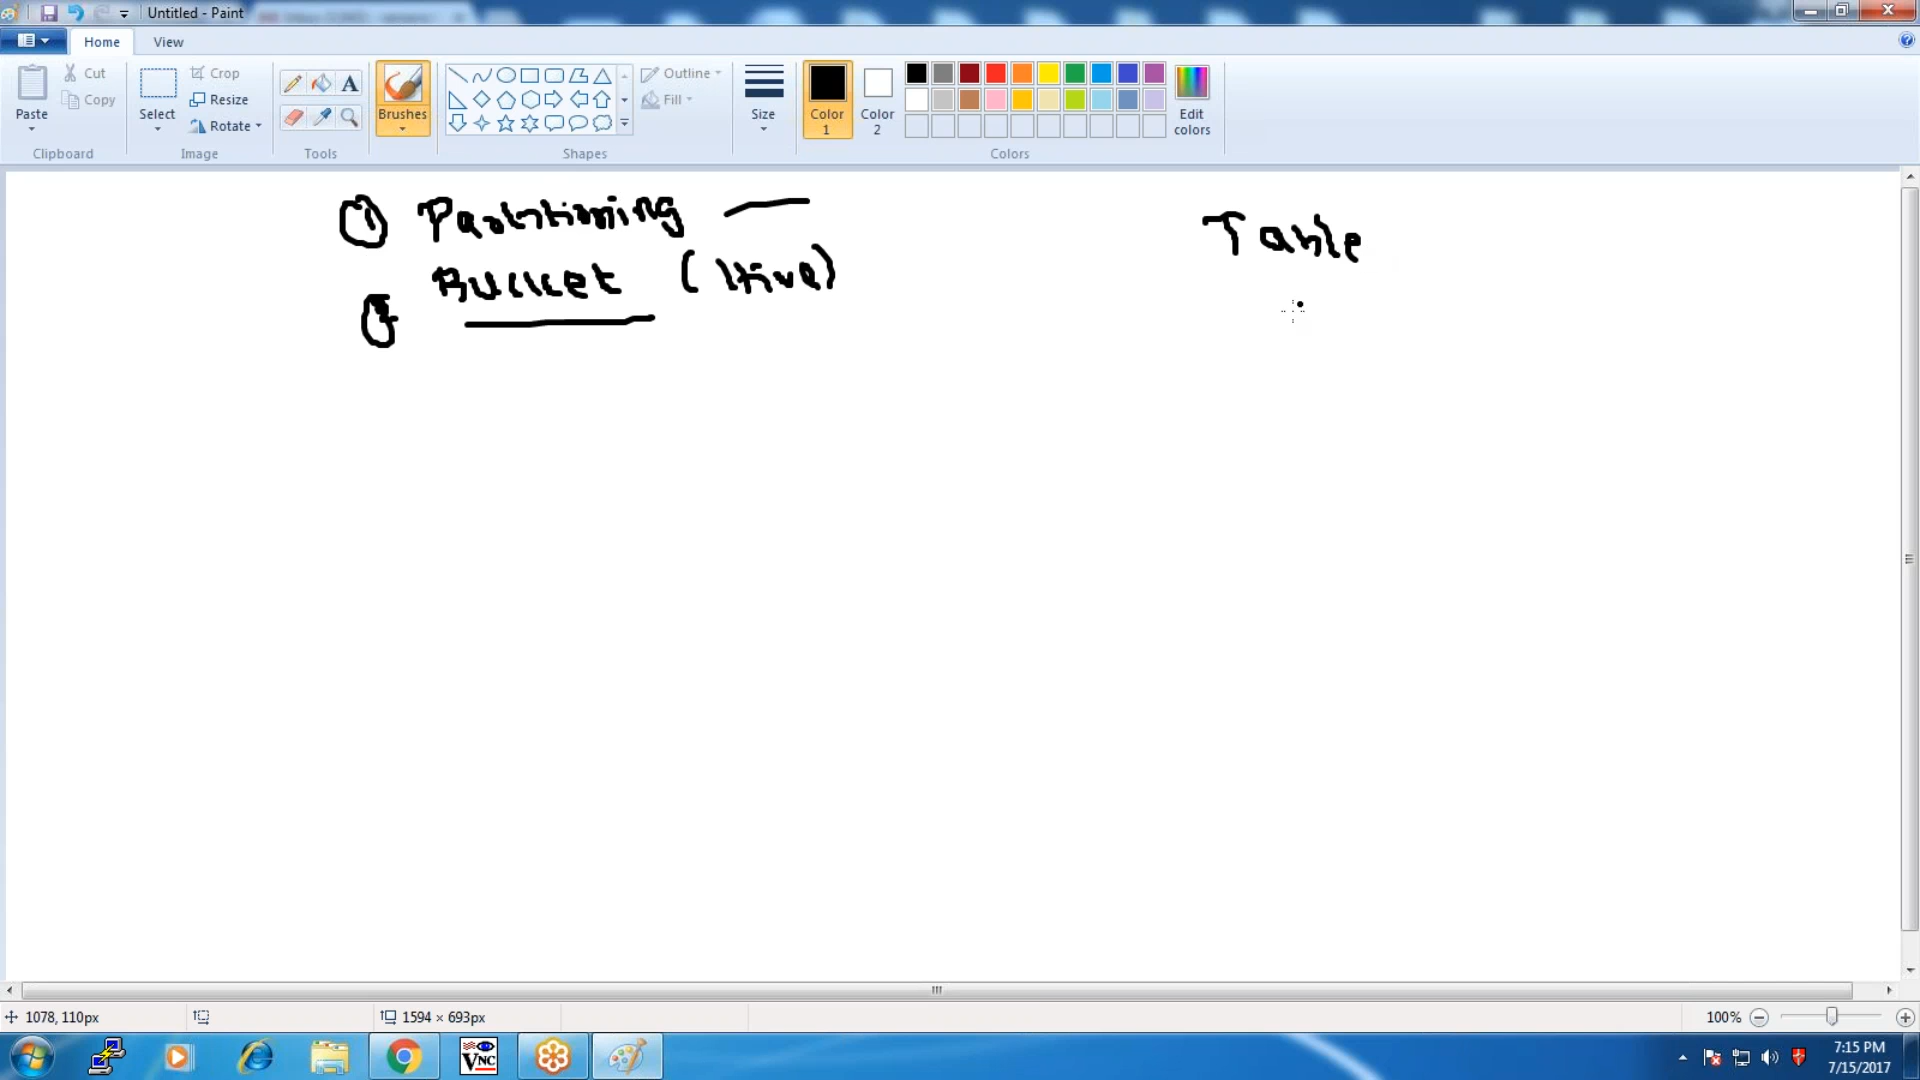 Untitled - Paint
Home View
Paste Cut Copy Select Crop Resize Rotate Brushes Outline Fill Size Color 1 Color 2 Edit colors
Clipboard Image Tools Shapes Colors
① Partitioning
Table
Bucket (Hive)
1078, 110px 1594 × 693px 100%
VNC
7:15 PM
7/15/2017